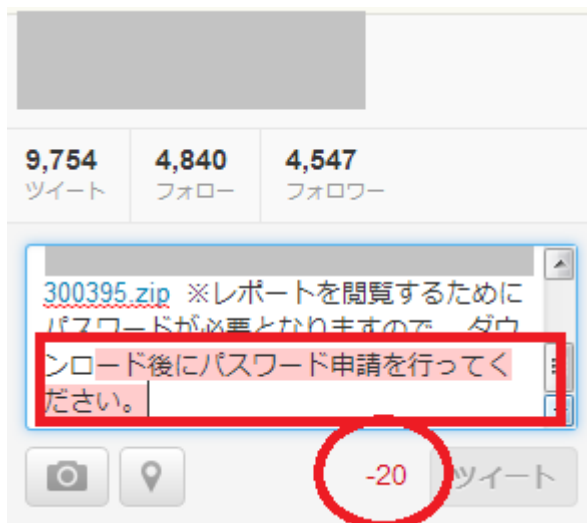 9,754 4,840 4,547
ツイート フォロー フォロワー
300395.zip ※レポートを閲覧するために
パスワードが必要となりますので、 ダウ
ンロード後にパスワード申請を行ってく
ださい。
-20 ツイート